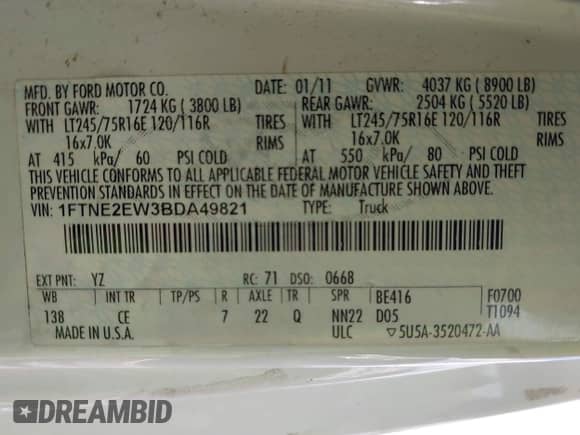 MFD. BY FORD MOTOR CO. DATE: 01/11 GVWR: 4037 KG ( 8900 LB)
FRONT GAWR: 1724 KG ( 3800 LB) REAR GAWR: 2504 KG ( 5520 LB)
WITH LT245/75R16E 120/116R TIRES WITH LT245/75R16E 120/116R TIRES
16x7.0K RIMS 16x7.0K RIMS
AT 415 kPa/ 60 PSI COLD AT 550 kPa/ 80 PSI COLD
THIS VEHICLE CONFORMS TO ALL APPLICABLE FEDERAL MOTOR VEHICLE SAFETY AND THEFT
PREVENTION STANDARDS IN EFFECT ON THE DATE OF MANUFACTURE SHOWN ABOVE.
VIN: 1FTNE2EW3BDA49821 TYPE: Truck
EXT PNT: YZ RC: 71 DSO: 0668
WB INT TR TP/PS R AXLE TR SPR BE416 F0700
138 CE 7 22 Q NN22 D05 T1094
MADE IN U.S.A. ULC ▽5U5A-3520472-AA
DREAMBID